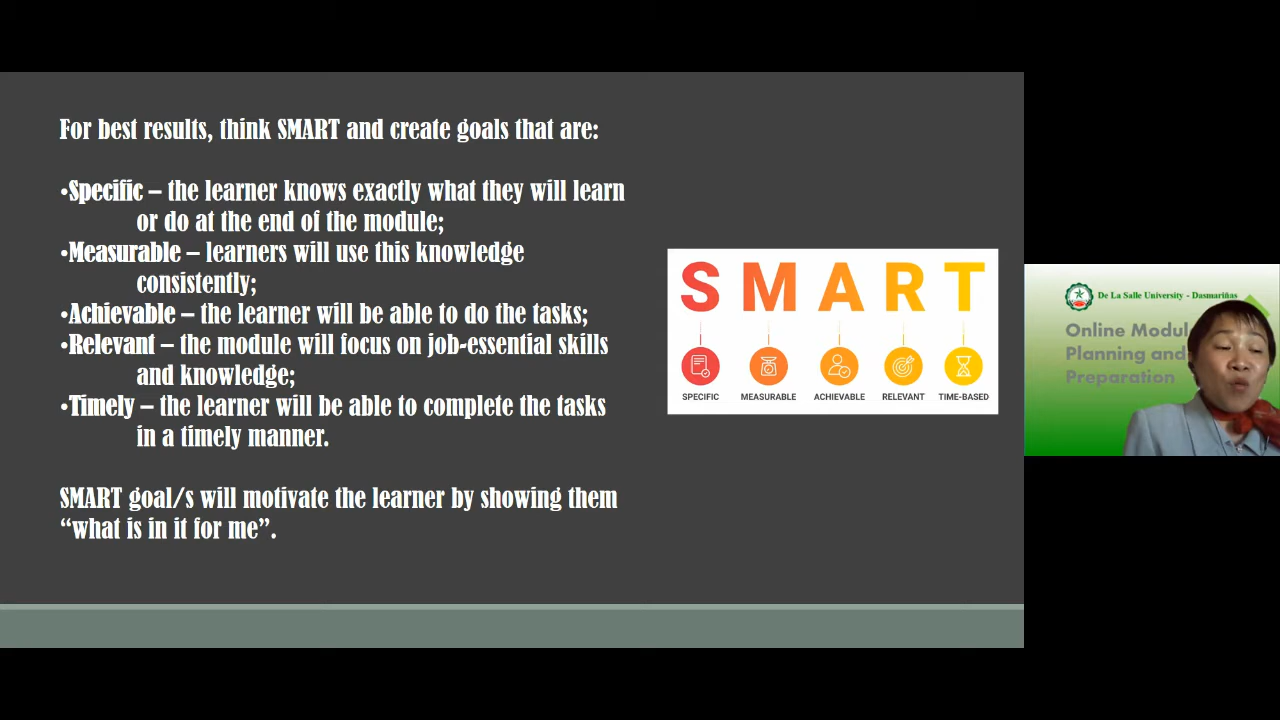 For best results, think SMART and create goals that are:
•Specific – the learner knows exactly what they will learn
or do at the end of the module;
•Measurable – learners will use this knowledge
consistently;
•Achievable – the learner will be able to do the tasks;
•Relevant – the module will focus on job-essential skills
and knowledge;
•Timely – the learner will be able to complete the tasks
in a timely manner.
SMART goal/s will motivate the learner by showing them
“what is in it for me”.
SMART
SPECIFIC MEASURABLE ACHIEVABLE RELEVANT TIME-BASED
De La Salle University - Dasmariñas
Online Modul
Planning and
Preparation